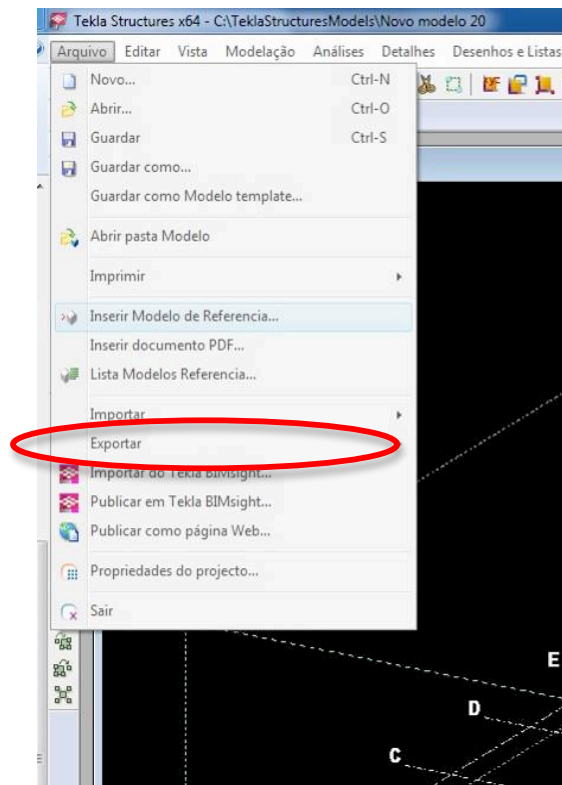 Tekla Structures x64 - C:\TeklaStructuresModels\Novo modelo 20
Arquivo Editar Vista Modelação Análises Detalhes Desenhos e Listas
Novo... Ctrl-N
Abrir... Ctrl-O
Guardar Ctrl-S
Guardar como...
Guardar como Modelo template...
Abrir pasta Modelo
Imprimir
Inserir Modelo de Referencia...
Inserir documento PDF...
Lista Modelos Referencia...
Importar
Exportar
Importar do Tekla BIMsight...
Publicar em Tekla BIMsight...
Publicar como página Web...
Propriedades do projecto...
Sair
E
D
C